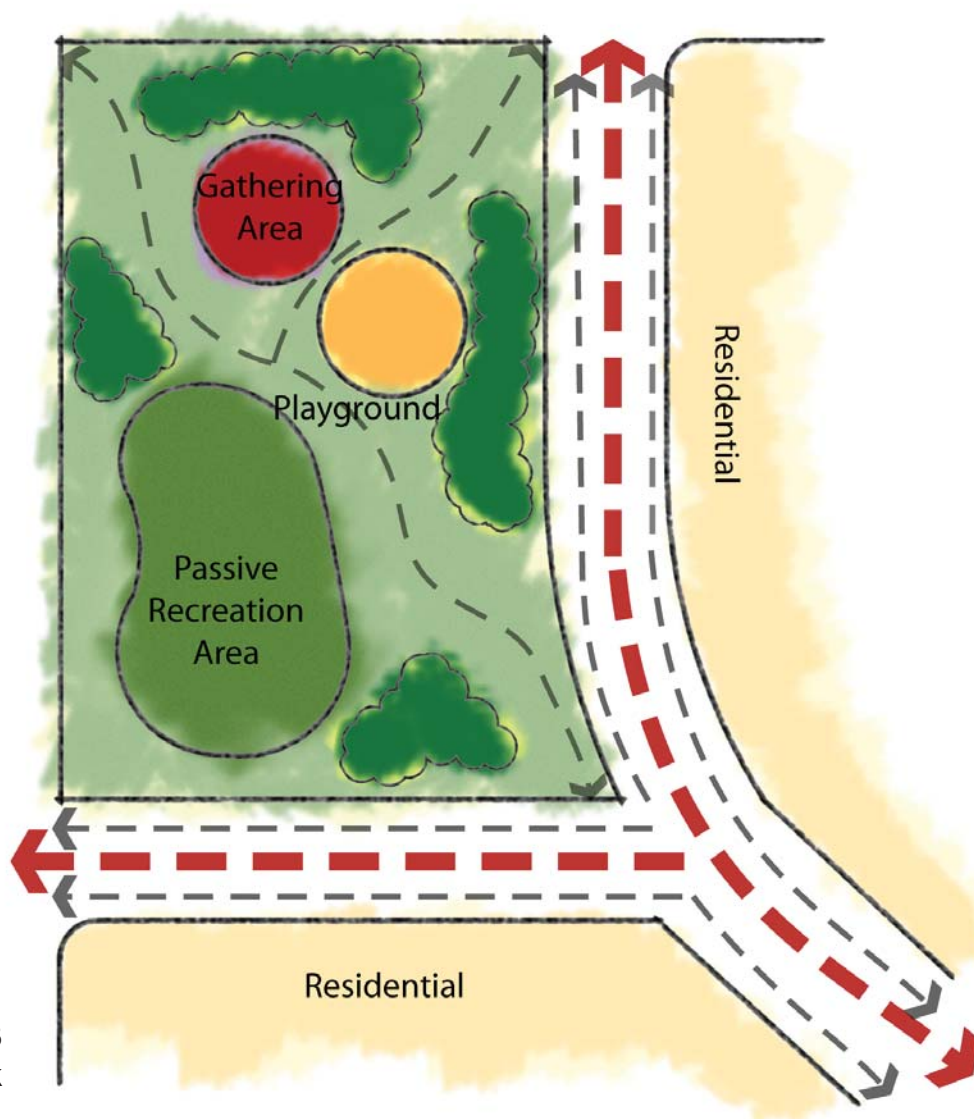 Gathering
Area
Playground
Residential
Passive
Recreation
Area
Residential